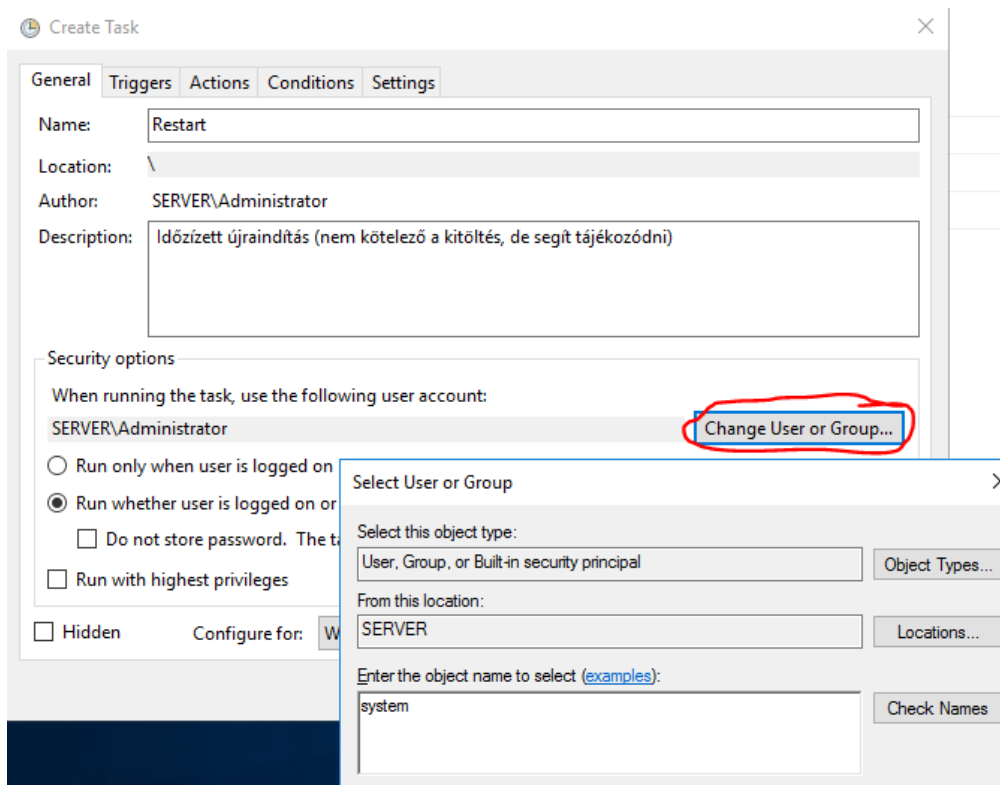 Create Task
General Triggers Actions Conditions Settings
Name: Restart
Location: \
Author: SERVER\Administrator
Description: Időzízett újraindítás (nem kötelező a kitöltés, de segít tájékozódni)
Security options
When running the task, use the following user account:
SERVER\Administrator Change User or Group...
Run only when user is logged on
Run whether user is logged on or
Do not store password. The
Run with highest privileges
Hidden Configure for:
Select User or Group
Select this object type:
User, Group, or Built-in security principal Object Types...
From this location:
SERVER Locations...
Enter the object name to select (examples):
system Check Names